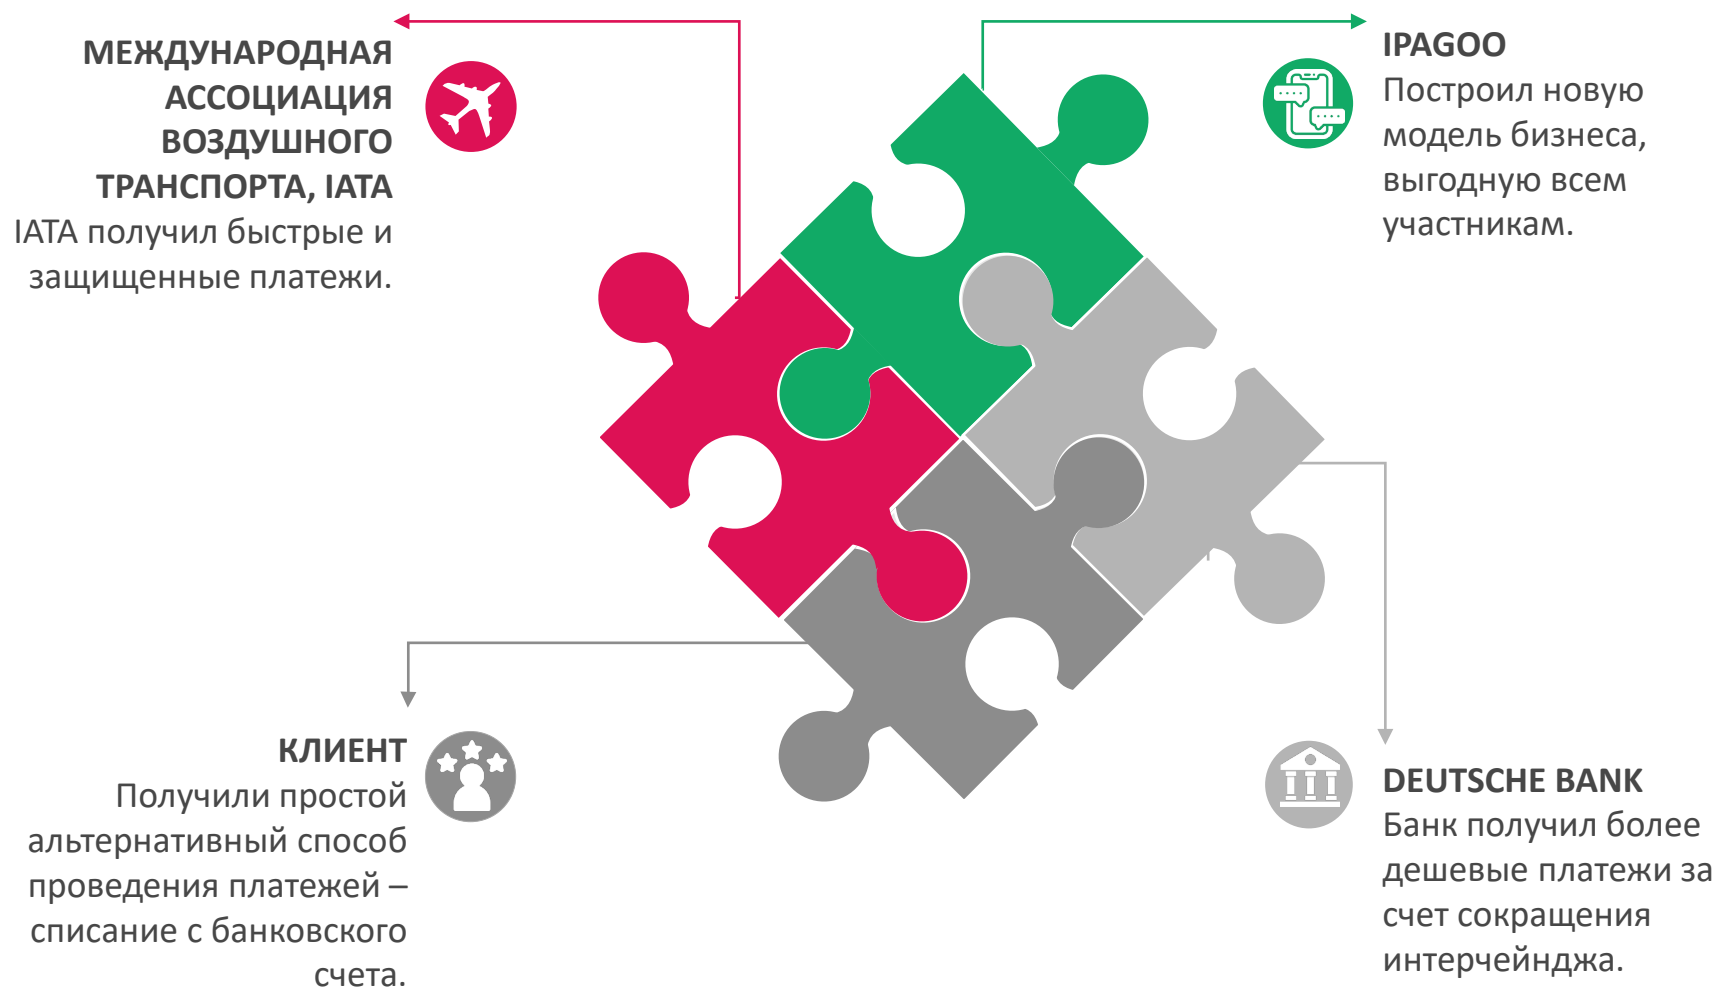 МЕЖДУНАРОДНАЯ
АССОЦИАЦИЯ
ВОЗДУШНОГО
ТРАНСПОРТА, IATA
IATA получил быстрые и
защищенные платежи.
IPAGOO
Построил новую
модель бизнеса,
выгодную всем
участникам.
КЛИЕНТ
Получили простой
альтернативный способ
проведения платежей –
списание с банковского
счета.
DEUTSCHE BANK
Банк получил более
дешевые платежи за
счет сокращения
интерчейнджа.